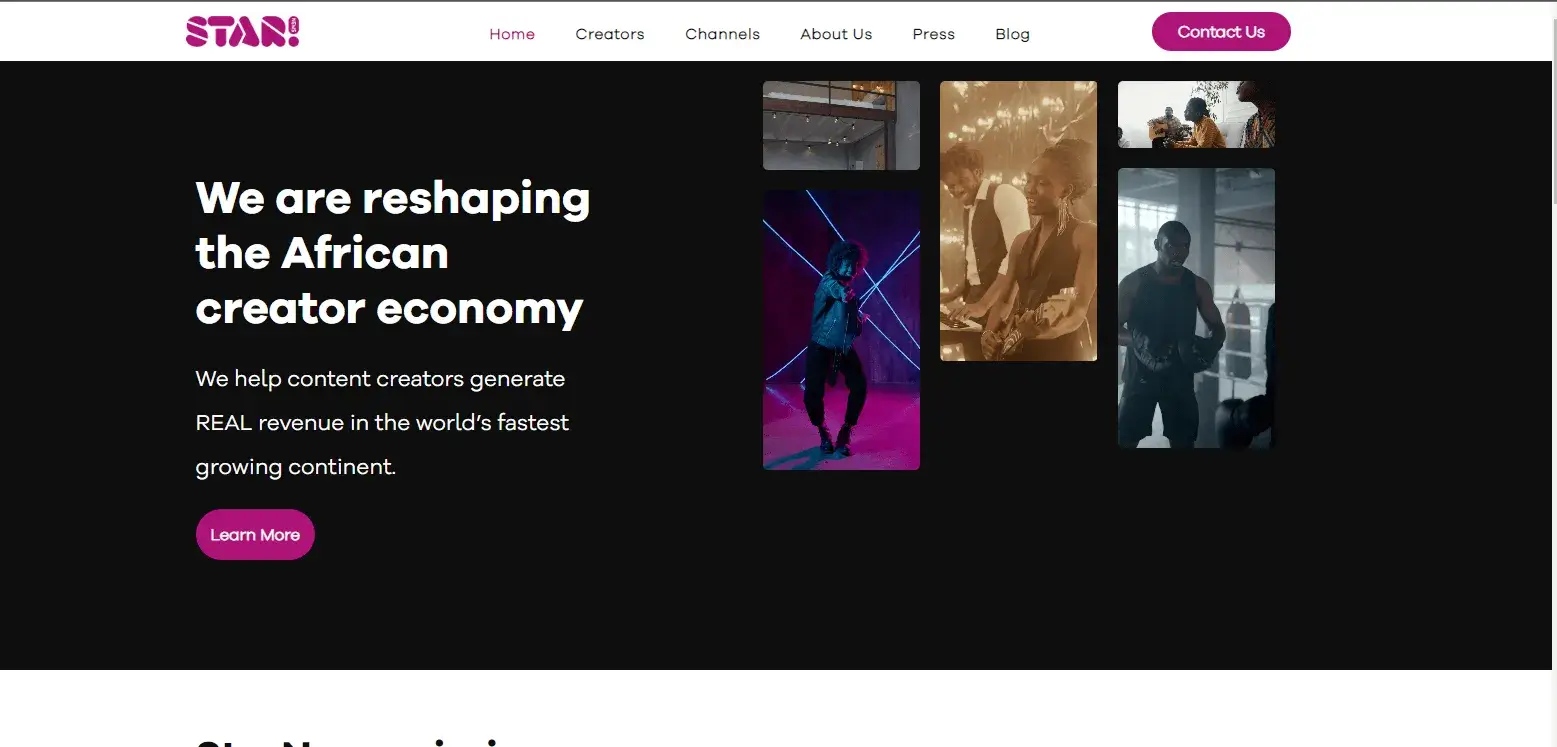 STAR!
Home
Creators
Channels
About Us
Press
Blog
Contact Us
We are reshaping
the African
creator economy
We help content creators generate
REAL revenue in the world’s fastest
growing continent.
Learn More